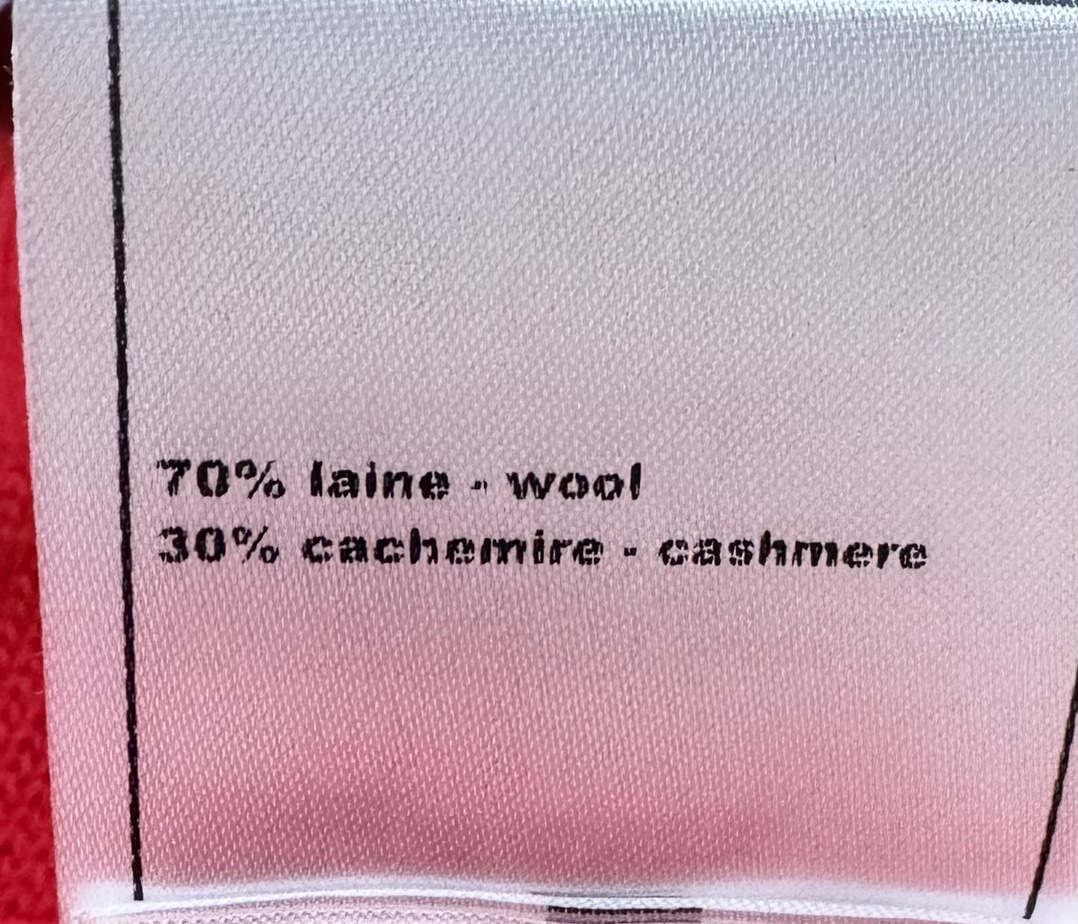 70% laine - wool
30% cachemire - cashmere